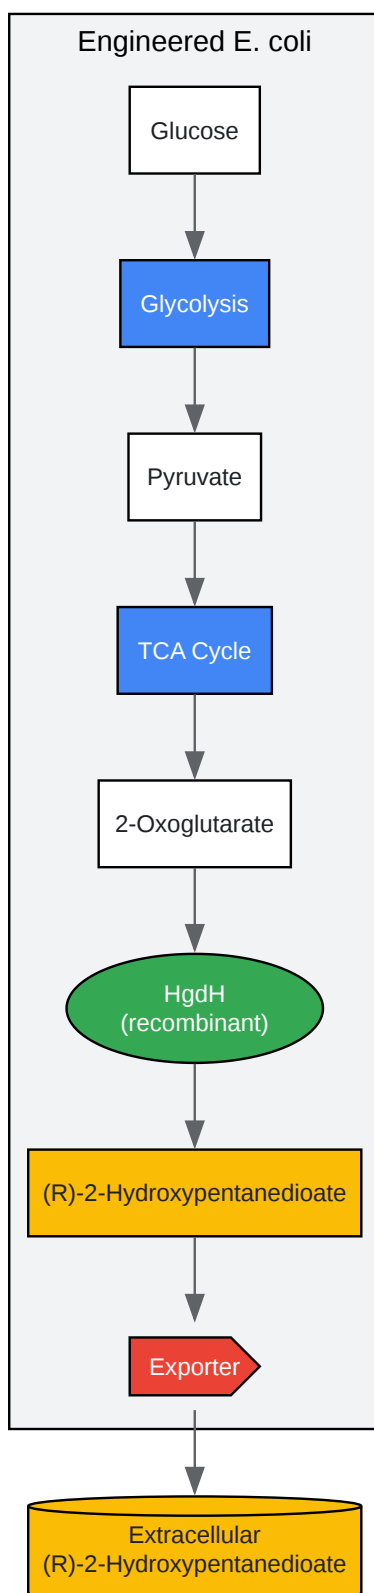 Engineered E. coli
Glucose
Glycolysis
Pyruvate
TCA Cycle
2-Oxoglutarate
HgdH
(recombinant)
(R)-2-Hydroxypentanedioate
Exporter
Extracellular
(R)-2-Hydroxypentanedioate